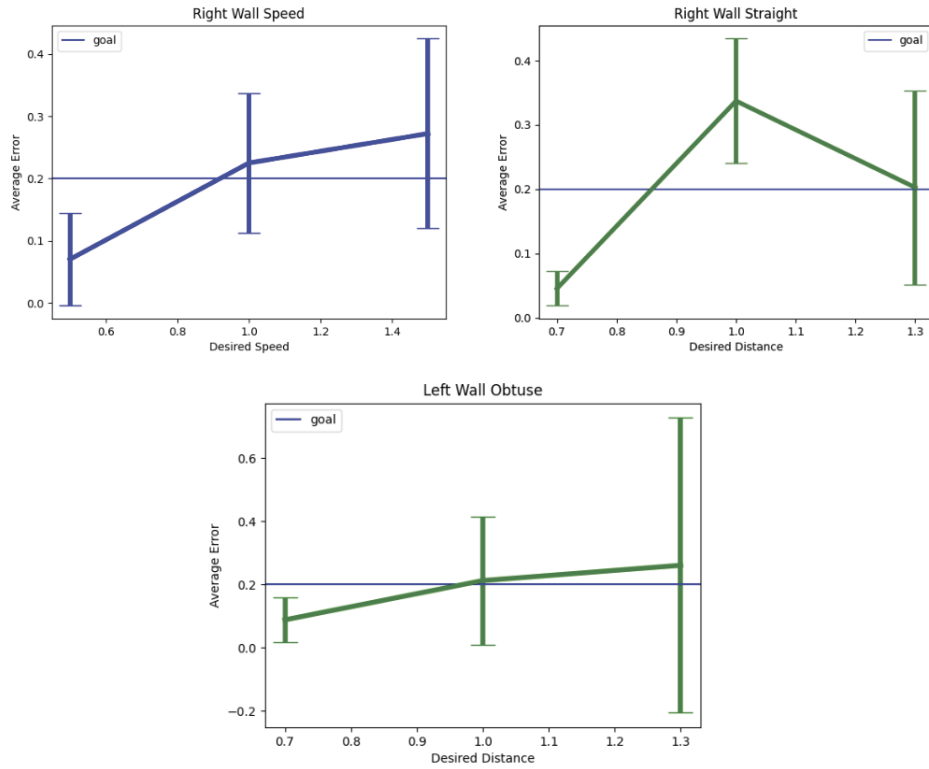 Right Wall Speed
goal
Average Error
0.4
0.3
0.2
0.1
0.0
0.6 0.8 1.0 1.2 1.4
Desired Speed
Right Wall Straight
goal
Average Error
0.4
0.3
0.2
0.1
0.0
0.7 0.8 0.9 1.0 1.1 1.2 1.3
Desired Distance
Left Wall Obtuse
goal
Average Error
0.6
0.4
0.2
0.0
−0.2
0.7 0.8 0.9 1.0 1.1 1.2 1.3
Desired Distance